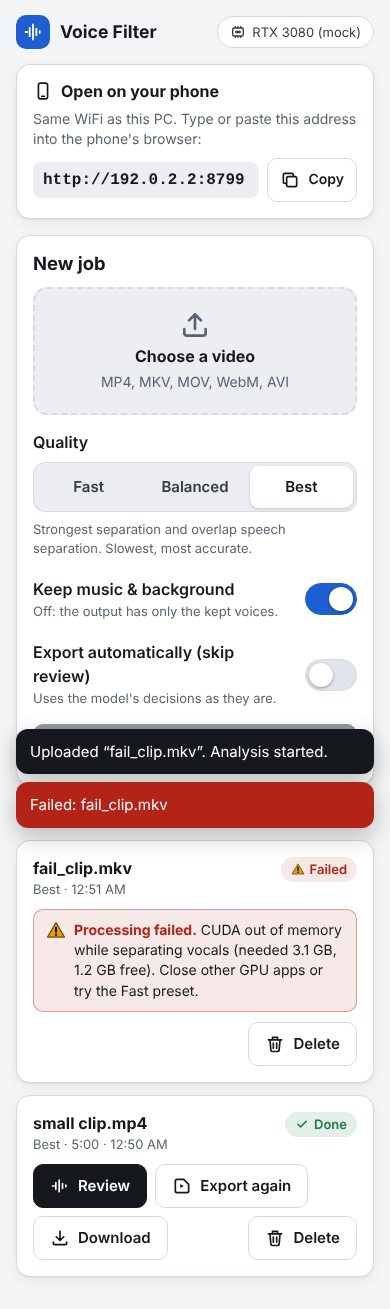 Voice Filter
RTX 3080 (mock)
Open on your phone
Same WiFi as this PC. Type or paste this address
into the phone's browser:
http://192.0.2.2:8799
Copy
New job
Choose a video
MP4, MKV, MOV, WebM, AVI
Quality
Fast
Balanced
Best
Strongest separation and overlap speech
separation. Slowest, most accurate.
Keep music & background
Off: the output has only the kept voices.
Export automatically (skip
review)
Uses the model's decisions as they are.
Uploaded “fail_clip.mkv”. Analysis started.
Failed: fail_clip.mkv
fail_clip.mkv
Failed
Best · 12:51 AM
Processing failed. CUDA out of memory
while separating vocals (needed 3.1 GB,
1.2 GB free). Close other GPU apps or
try the Fast preset.
Delete
small clip.mp4
Done
Best · 5:00 · 12:50 AM
Review
Export again
Download
Delete